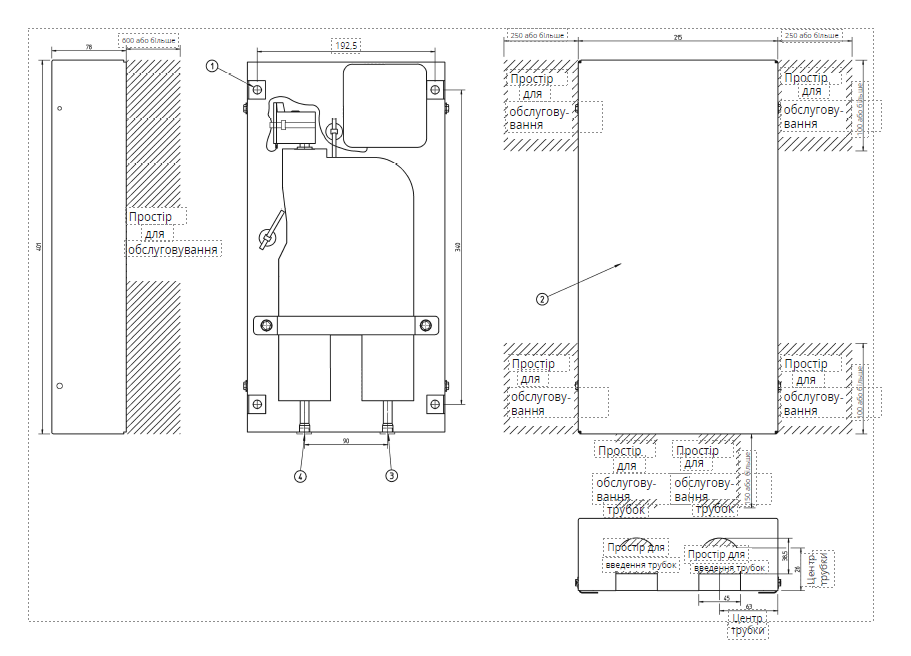 78
600 або більше
401
Простір
для
обслуговування
1
192,5
340
90
4
3
250 або більше
215
250 або більше
Простір
для
обслугову-
вання
Простір
для
обслугову-
вання
100 або більше
2
Простір
для
обслугову-
вання
Простір
для
обслугову-
вання
100 або більше
Простір
для
обслугову-
вання
трубок
Простір
для
обслугову-
вання
трубок
150 або більше
Простір для
введення трубок
Простір для
введення трубок
26
Центр
трубки
45
63
Центр
трубки